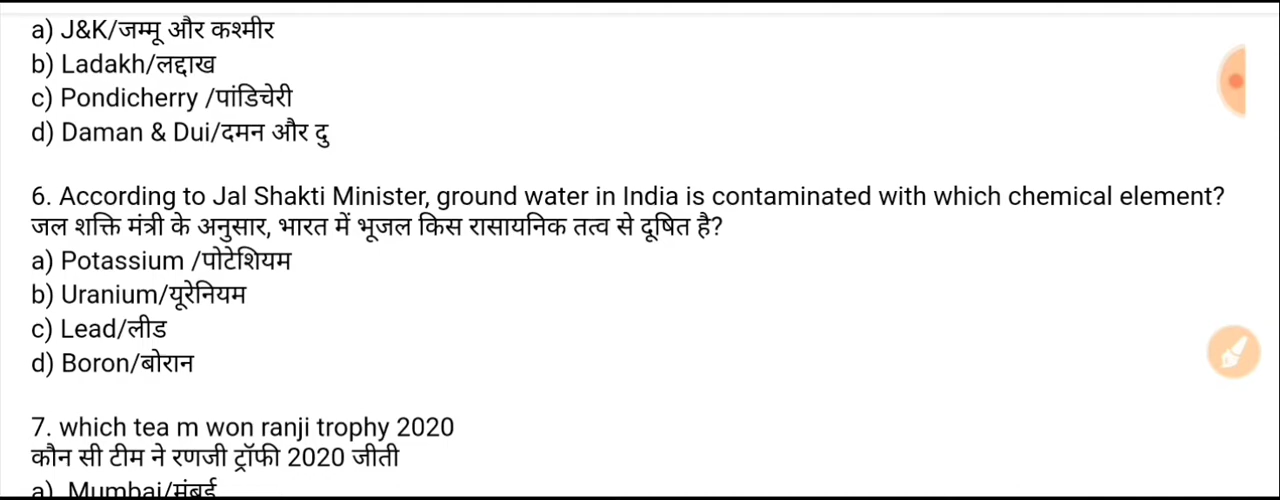 a) J&K/जम्मू और कश्मीर
b) Ladakh/लद्दाख
c) Pondicherry /पांडिचेरी
d) Daman & Dui/दमन और दु
6. According to Jal Shakti Minister, ground water in India is contaminated with which chemical element?
जल शक्ति मंत्री के अनुसार, भारत में भूजल किस रासायनिक तत्व से दूषित है?
a) Potassium /पोटेशियम
b) Uranium/यूरेनियम
c) Lead/लीड
d) Boron/बोरान
7. which tea m won ranji trophy 2020
कौन सी टीम ने रणजी ट्रॉफी 2020 जीती
a) Mumbai/मुंबई